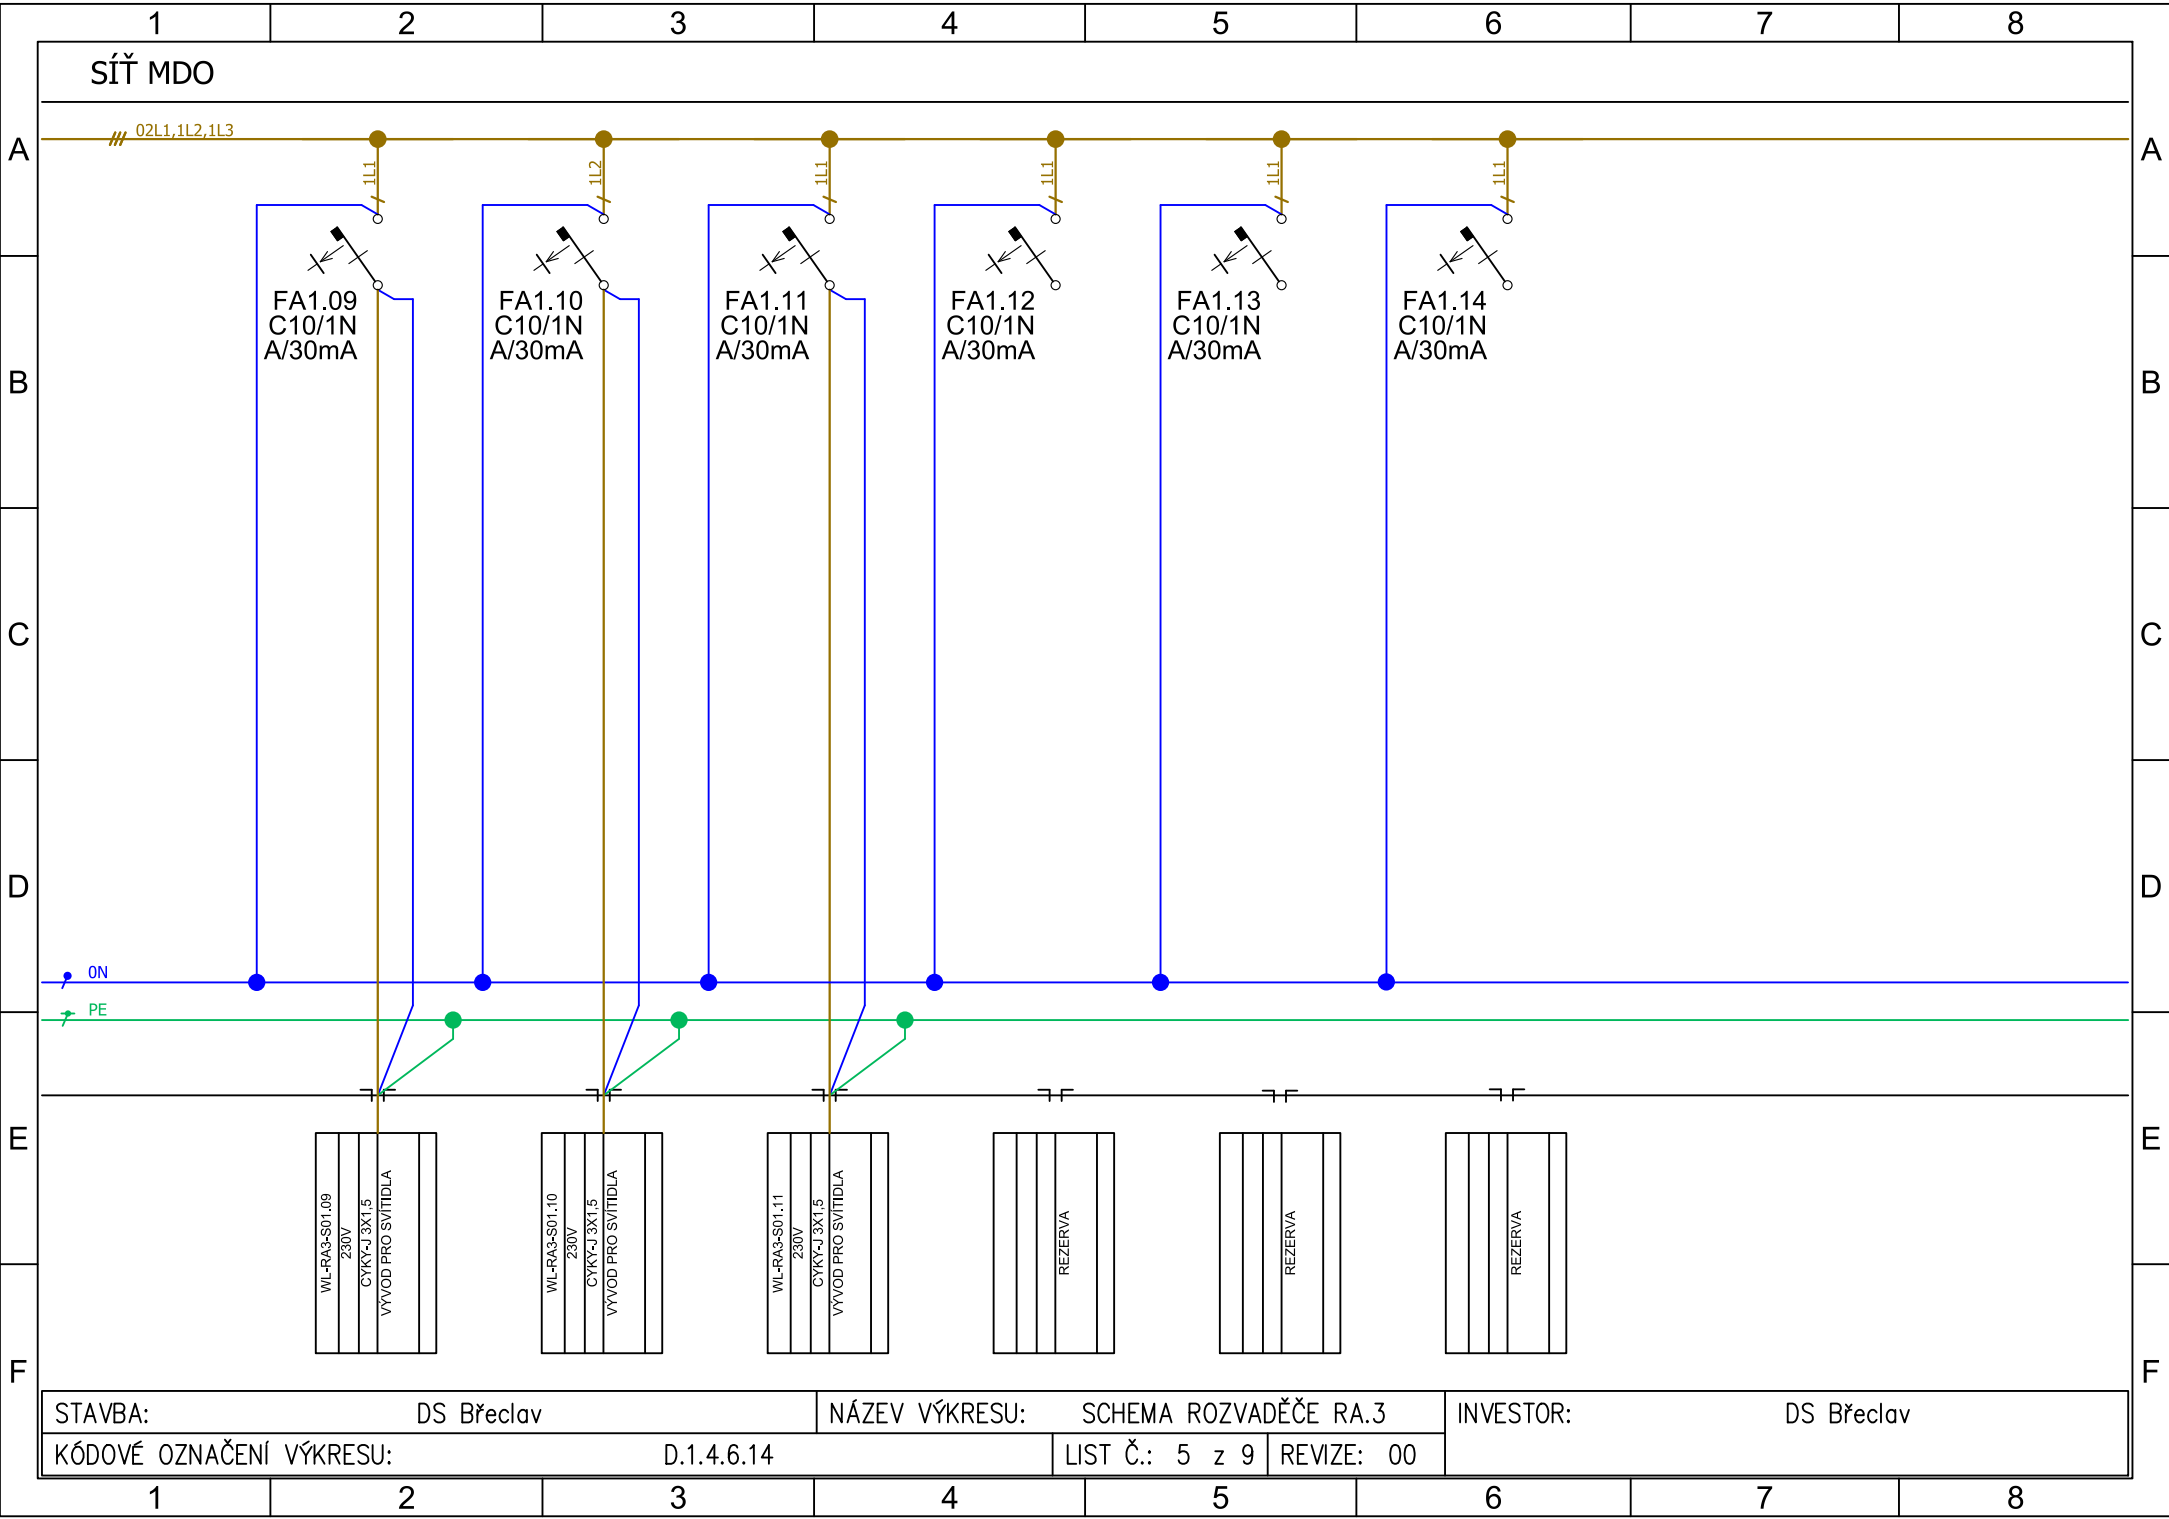 1 2 3 4 5 6 7 8
SÍŤ MDO
A A
02L1,1L2,1L3
1L1 1L2 1L1 1L1 1L1 1L1
FA1.09
C10/1N
A/30mA
FA1.10
C10/1N
A/30mA
FA1.11
C10/1N
A/30mA
FA1.12
C10/1N
A/30mA
FA1.13
C10/1N
A/30mA
FA1.14
C10/1N
A/30mA
B B
C C
D D
0N
PE
E E
WL-RA3-S01.09
230V
CYKY-J 3X1,5
VÝVOD PRO SVÍTIDLA
WL-RA3-S01.10
230V
CYKY-J 3X1,5
VÝVOD PRO SVÍTIDLA
WL-RA3-S01.11
230V
CYKY-J 3X1,5
VÝVOD PRO SVÍTIDLA
REZERVA
REZERVA
REZERVA
F F
STAVBA: DS Břeclav
NÁZEV VÝKRESU: SCHEMA ROZVADĚČE RA.3
INVESTOR: DS Břeclav
KÓDOVÉ OZNAČENÍ VÝKRESU: D.1.4.6.14
LIST Č.: 5 z 9
REVIZE: 00
1 2 3 4 5 6 7 8